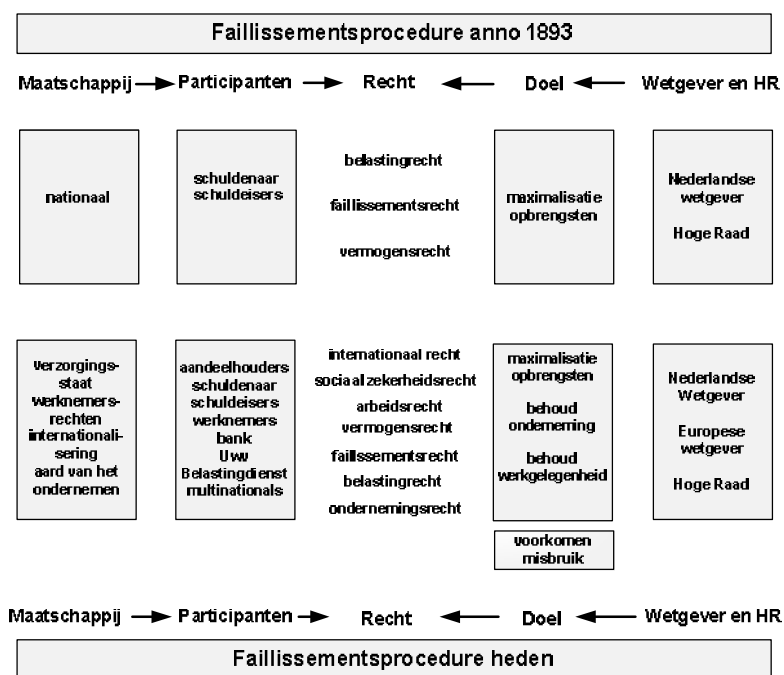 Faillissementsprocedure anno 1893
Maatschappij Participanten Recht Doel Wetgever en HR
nationaal
schuldenaar
schuldeisers
belastingrecht
faillissementsrecht
vermogensrecht
maximalisatie
opbrengsten
Nederlandse
wetgever
Hoge Raad
verzorgings-
staat
werknemers-
rechten
internationali-
sering
aard van het
ondernemen
aandeelhouders
schuldenaar
schuldeisers
werknemers
bank
Uwv
Belastingdienst
multinationals
internationaal recht
sociaal zekerheidsrecht
arbeidsrecht
vermogensrecht
faillissementsrecht
belastingrecht
ondernemingsrecht
maximalisatie
opbrengsten
behoud
onderneming
behoud
werkgelegenheid
voorkomen
misbruik
Nederlandse
Wetgever
Europese
wetgever
Hoge Raad
Maatschappij Participanten Recht Doel Wetgever en HR
Faillissementsprocedure heden